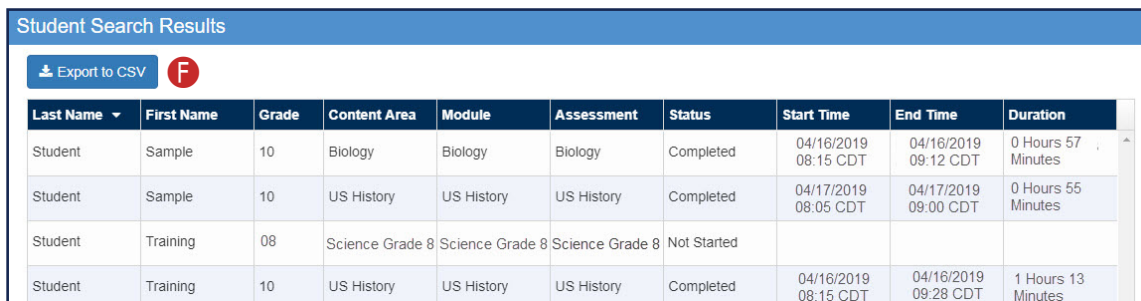 Student Search Results
Export to CSV F
Last Name First Name Grade Content Area Module Assessment Status Start Time End Time Duration
Student Sample 10 Biology Biology Biology Completed 04/16/2019 08:15 CDT 04/16/2019 09:12 CDT 0 Hours 57 Minutes
Student Sample 10 US History US History US History Completed 04/17/2019 08:05 CDT 04/17/2019 09:00 CDT 0 Hours 55 Minutes
Student Training 08 Science Grade 8 Science Grade 8 Science Grade 8 Not Started
Student Training 10 US History US History US History Completed 04/16/2019 08:15 CDT 04/16/2019 09:28 CDT 1 Hours 13 Minutes